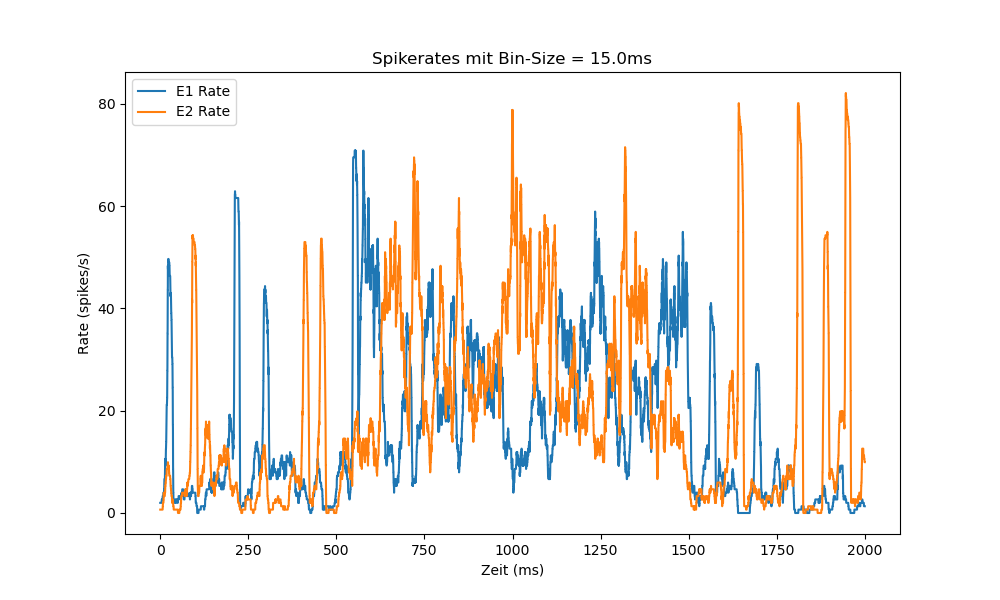 Spikerates mit Bin-Size = 15.0ms
E1 Rate
E2 Rate
Rate (spikes/s)
80
60
40
20
0
0 250 500 750 1000 1250 1500 1750 2000
Zeit (ms)